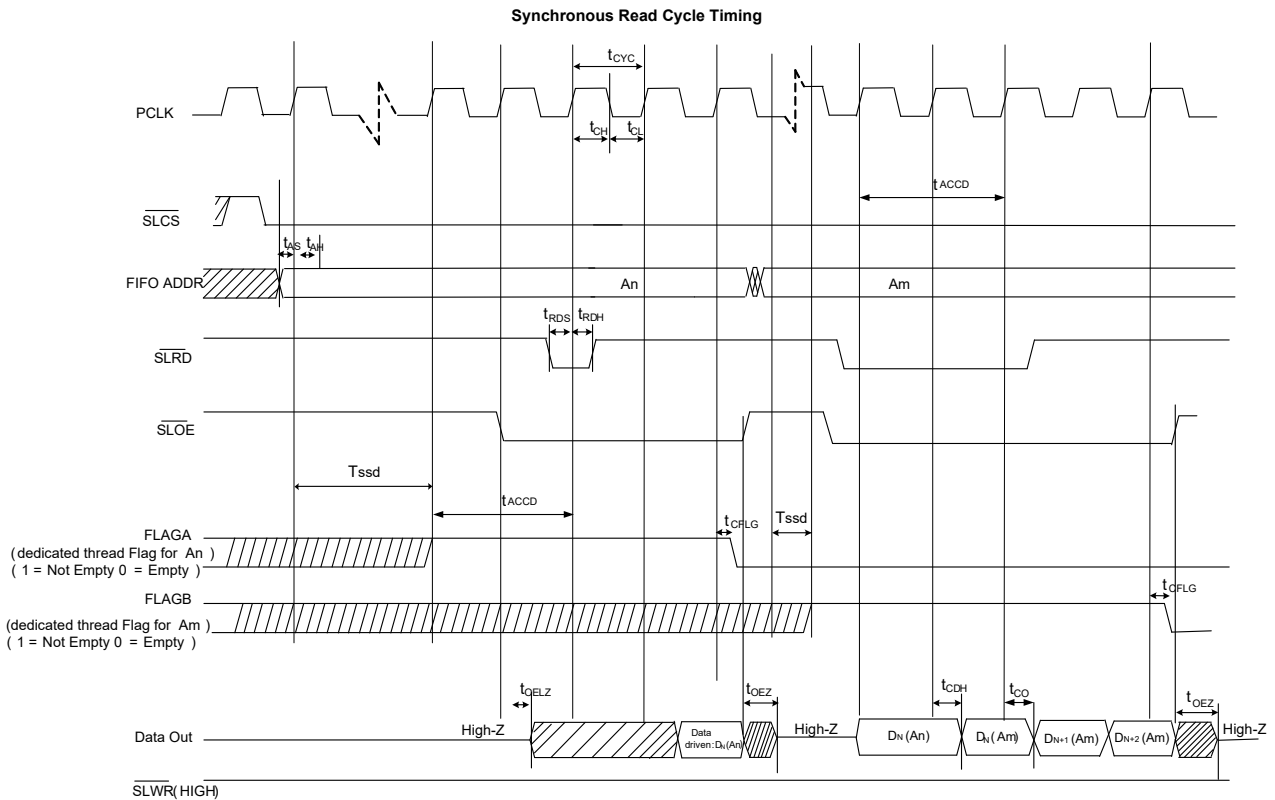 Synchronous Read Cycle Timing
tCYC
PCLK
tCH
tCL
tACCD
SLCS
tAS
tAH
FIFO ADDR
An
Am
tRDS
tRDH
SLRD
SLOE
Tssd
tACCD
tCFLG
Tssd
FLAGA
(dedicated thread Flag for An )
( 1 = Not Empty 0 = Empty )
FLAGB
(dedicated thread Flag for Am )
( 1 = Not Empty 0 = Empty )
tCFLG
tOELZ
tOEZ
tCDH
tCO
tOEZ
Data Out
High-Z
Data
driven:DN(An)
High-Z
DN(An)
DN(Am)
DN+1(Am)
DN+2(Am)
High-Z
SLWR(HIGH)